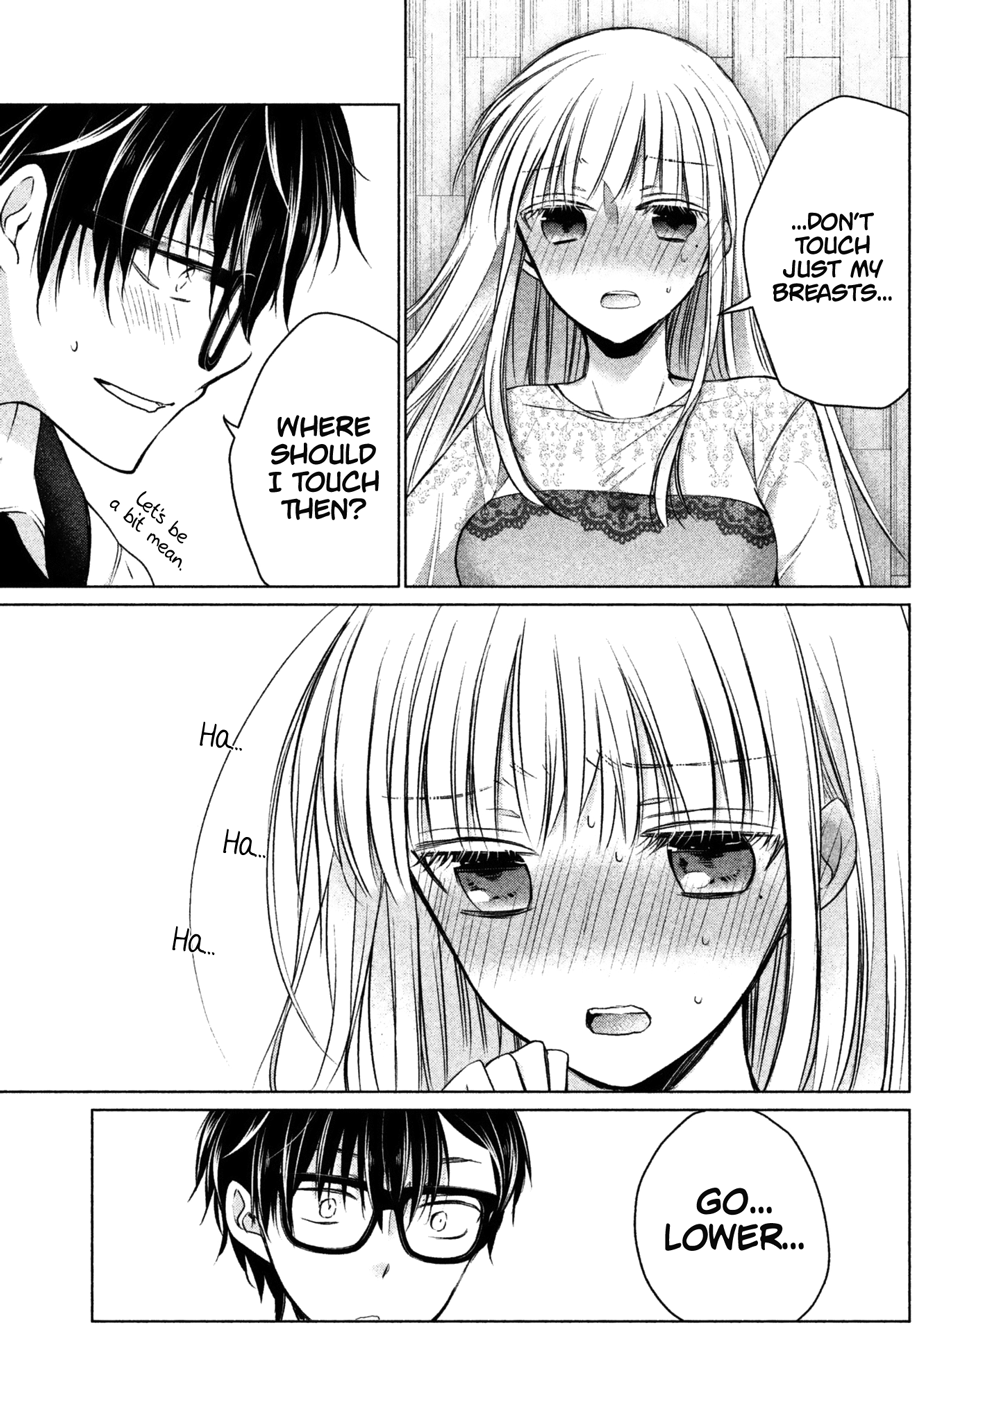 ...DON'T
TOUCH
JUST MY
BREASTS...
WHERE
SHOULD
I TOUCH
THEN?
Let's be
a bit mean.
Ha...
Ha...
Ha...
GO...
LOWER...